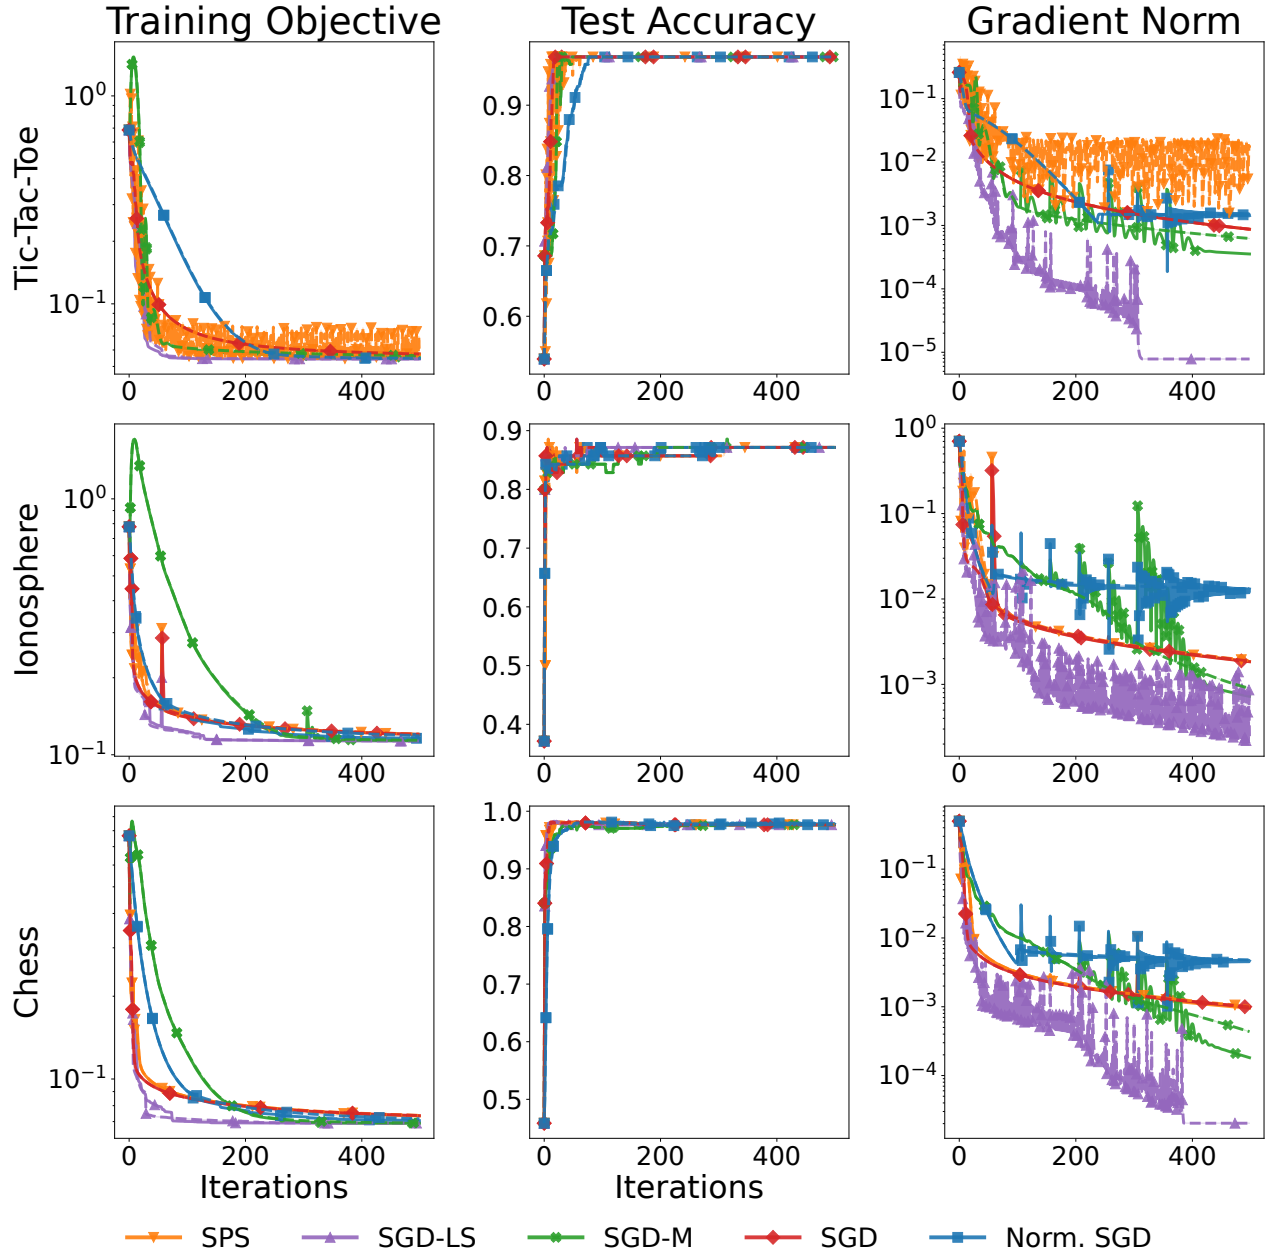 Training Objective Test Accuracy Gradient Norm
Tic-Tac-Toe
10^0
10^-1
0 200 400
0.9
0.8
0.7
0.6
0 200 400
10^-1
10^-2
10^-3
10^-4
10^-5
0 200 400
Ionosphere
10^0
10^-1
0 200 400
0.9
0.8
0.7
0.6
0.5
0.4
0 200 400
10^0
10^-1
10^-2
10^-3
0 200 400
Chess
10^-1
0 200 400
1.0
0.9
0.8
0.7
0.6
0.5
0 200 400
10^-1
10^-2
10^-3
10^-4
0 200 400
Iterations Iterations
SPS SGD-LS SGD-M SGD Norm. SGD